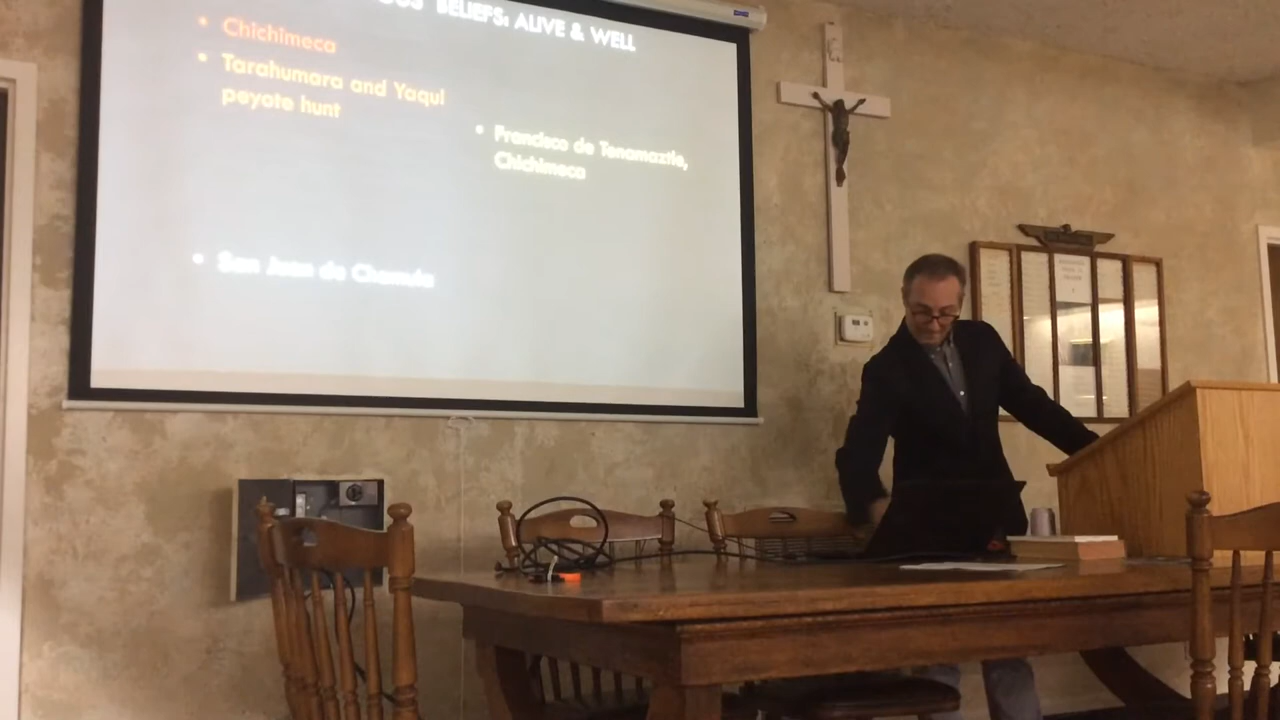 BELIEFS: ALIVE & WELL
• Chichimeca
• Tarahumara and Yaqui
peyote hunt
• Francisco de Tenamaztle,
Chichimeca
• San Juan de Chamula